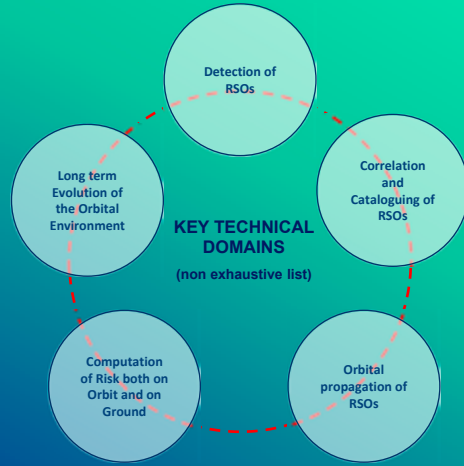 Detection of
RSOs
Correlation
and
Cataloguing of
RSOs
Orbital
propagation of
RSOs
Computation
of Risk both on
Orbit and on
Ground
Long term
Evolution of
the Orbital
Environment
KEY TECHNICAL
DOMAINS
(non exhaustive list)